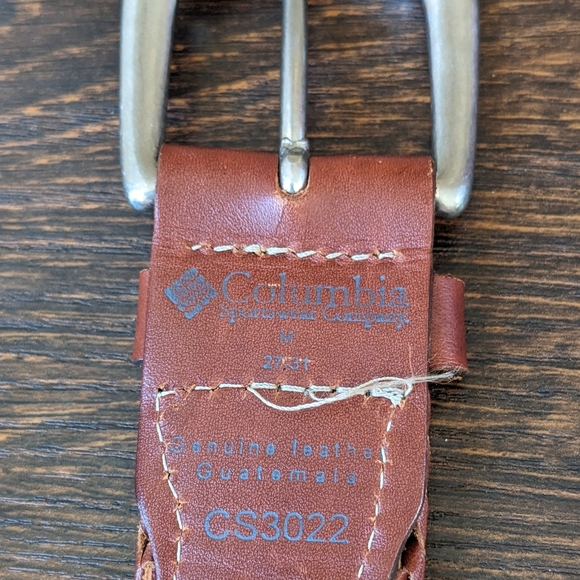 Columbia
Sportswear Company
M
Genuine leather
Guatemala
CS3022